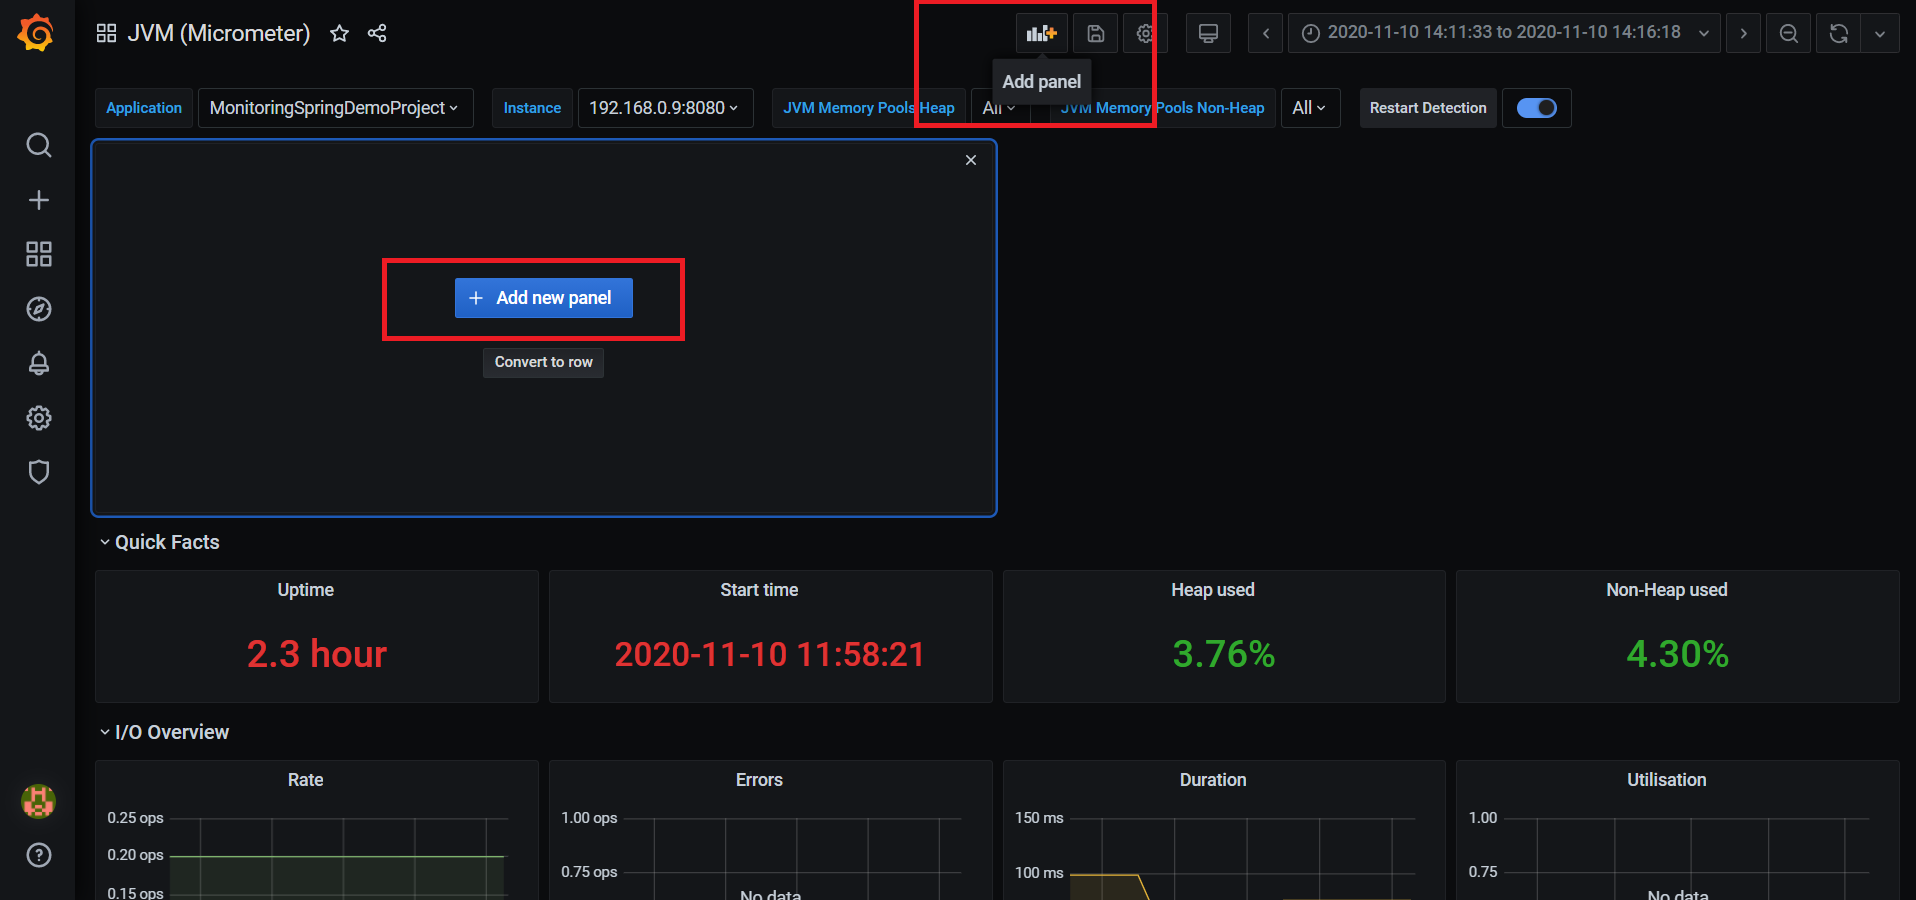 JVM (Micrometer)
2020-11-10 14:11:33 to 2020-11-10 14:16:18
Add panel
Application
MonitoringSpringDemoProject
Instance
192.168.0.9:8080
JVM Memory Pools Heap
All
JVM Memory Pools Non-Heap
All
Restart Detection
Add new panel
Convert to row
Quick Facts
Uptime
Start time
Heap used
Non-Heap used
2.3 hour
2020-11-10 11:58:21
3.76%
4.30%
I/O Overview
Rate
Errors
Duration
Utilisation
0.25 ops
0.20 ops
0.15 ops
1.00 ops
0.75 ops
No data
150 ms
100 ms
1.00
0.75
No data